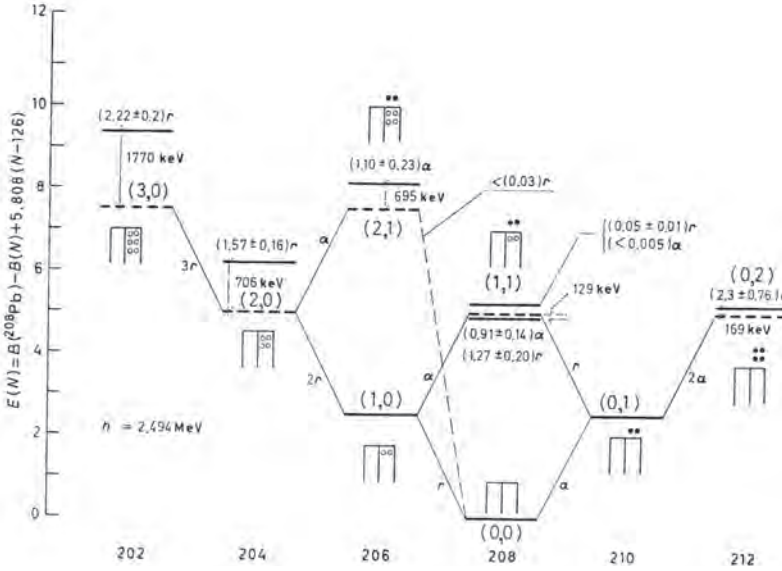 E(N)=B(²⁰⁸Pb)-B(N)+5,808(N-126)
12
10
8
6
4
2
0
(2,22±0,2)r
1770 keV
(3,0)
3r
(1,57±0,16)r
706 keV
(2,0)
2r
α
(1,10±0,23)α
695 keV
(2,1)
<(0,03)r
(1,0)
α
r
(1,1)
(0,05±0,01)r
(<0,005)α
129 keV
(0,91±0,14)α
(1,27±0,20)r
r
(0,0)
α
(0,1)
2α
(0,2)
(2,3±0,76)
169 keV
ℏ = 2,494 MeV
202 204 206 208 210 212